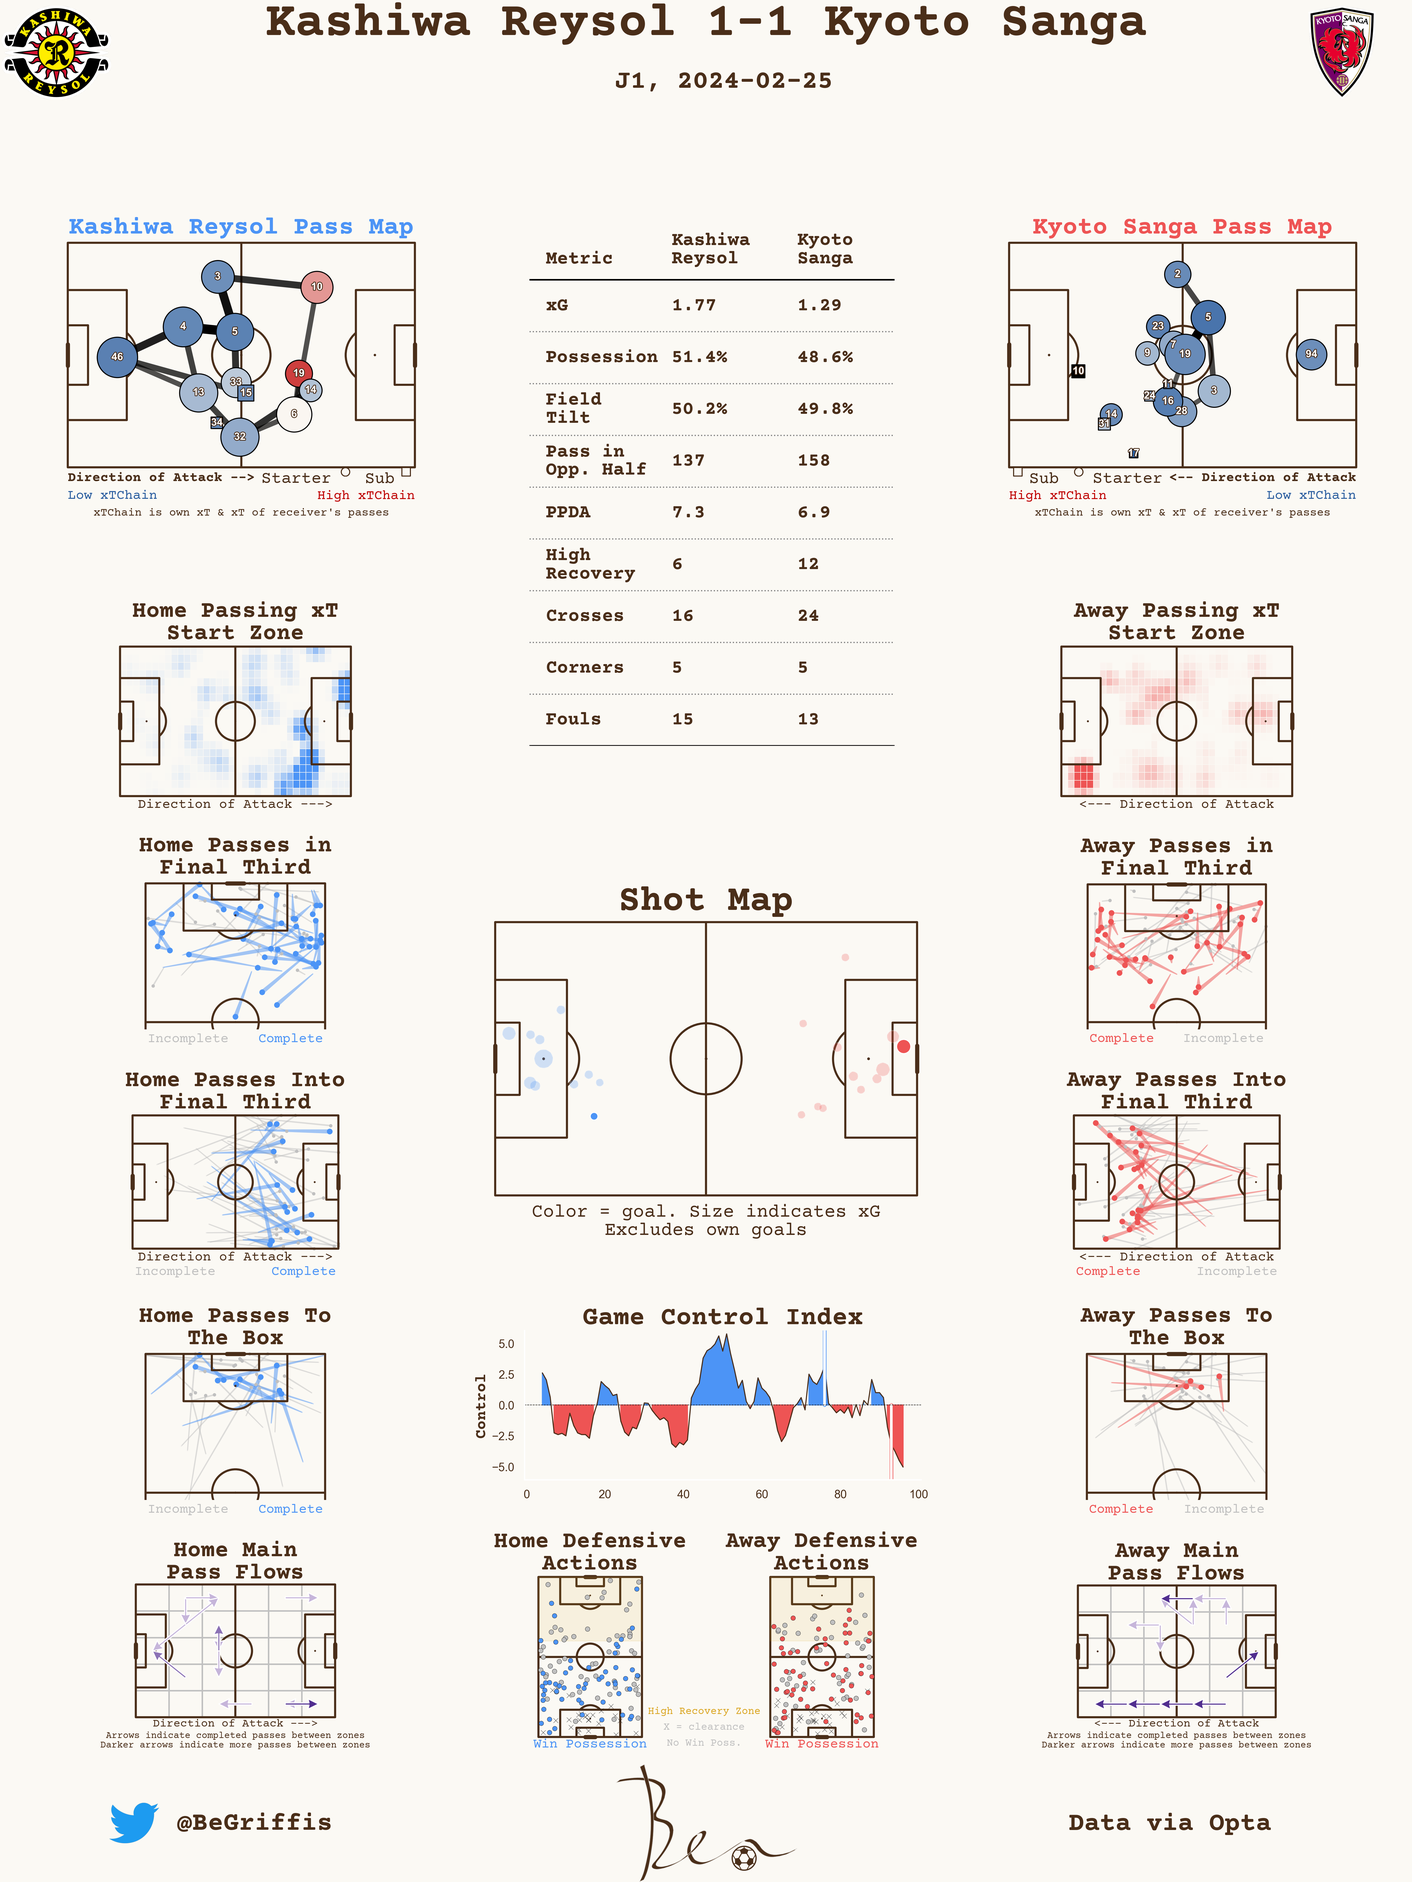 Kashiwa Reysol 1-1 Kyoto Sanga
J1, 2024-02-25
KASHIWA
REYSOL
KYOTO SANGA
Kashiwa Reysol Pass Map
3
10
4
5
46
19
33
14
13
15
6
34
32
Direction of Attack -->
Starter
Sub
Low xTChain
High xTChain
xTChain is own xT & xT of receiver's passes
Metric
Kashiwa
Reysol
Kyoto
Sanga
xG
1.77
1.29
Possession
51.4%
48.6%
Field
Tilt
50.2%
49.8%
Pass in
Opp. Half
137
158
PPDA
7.3
6.9
High
Recovery
6
12
Crosses
16
24
Corners
5
5
Fouls
15
13
Kyoto Sanga Pass Map
2
5
23
7
9
19
94
10
11
3
24
16
28
14
31
17
Sub
Starter
<-- Direction of Attack
High xTChain
Low xTChain
xTChain is own xT & xT of receiver's passes
Home Passing xT
Start Zone
Direction of Attack --->
Away Passing xT
Start Zone
<--- Direction of Attack
Home Passes in
Final Third
Incomplete
Complete
Away Passes in
Final Third
Complete
Incomplete
Shot Map
Color = goal. Size indicates xG
Excludes own goals
Home Passes Into
Final Third
Direction of Attack --->
Incomplete
Complete
Away Passes Into
Final Third
<--- Direction of Attack
Complete
Incomplete
Home Passes To
The Box
Incomplete
Complete
Game Control Index
Control
5.0
2.5
0.0
−2.5
−5.0
0
20
40
60
80
100
Away Passes To
The Box
Complete
Incomplete
Home Main
Pass Flows
Direction of Attack --->
Arrows indicate completed passes between zones
Darker arrows indicate more passes between zones
Home Defensive
Actions
Win Possession
Away Defensive
Actions
Win Possession
High Recovery Zone
X = clearance
No Win Poss.
Away Main
Pass Flows
<--- Direction of Attack
Arrows indicate completed passes between zones
Darker arrows indicate more passes between zones
@BeGriffis
Ben
Data via Opta